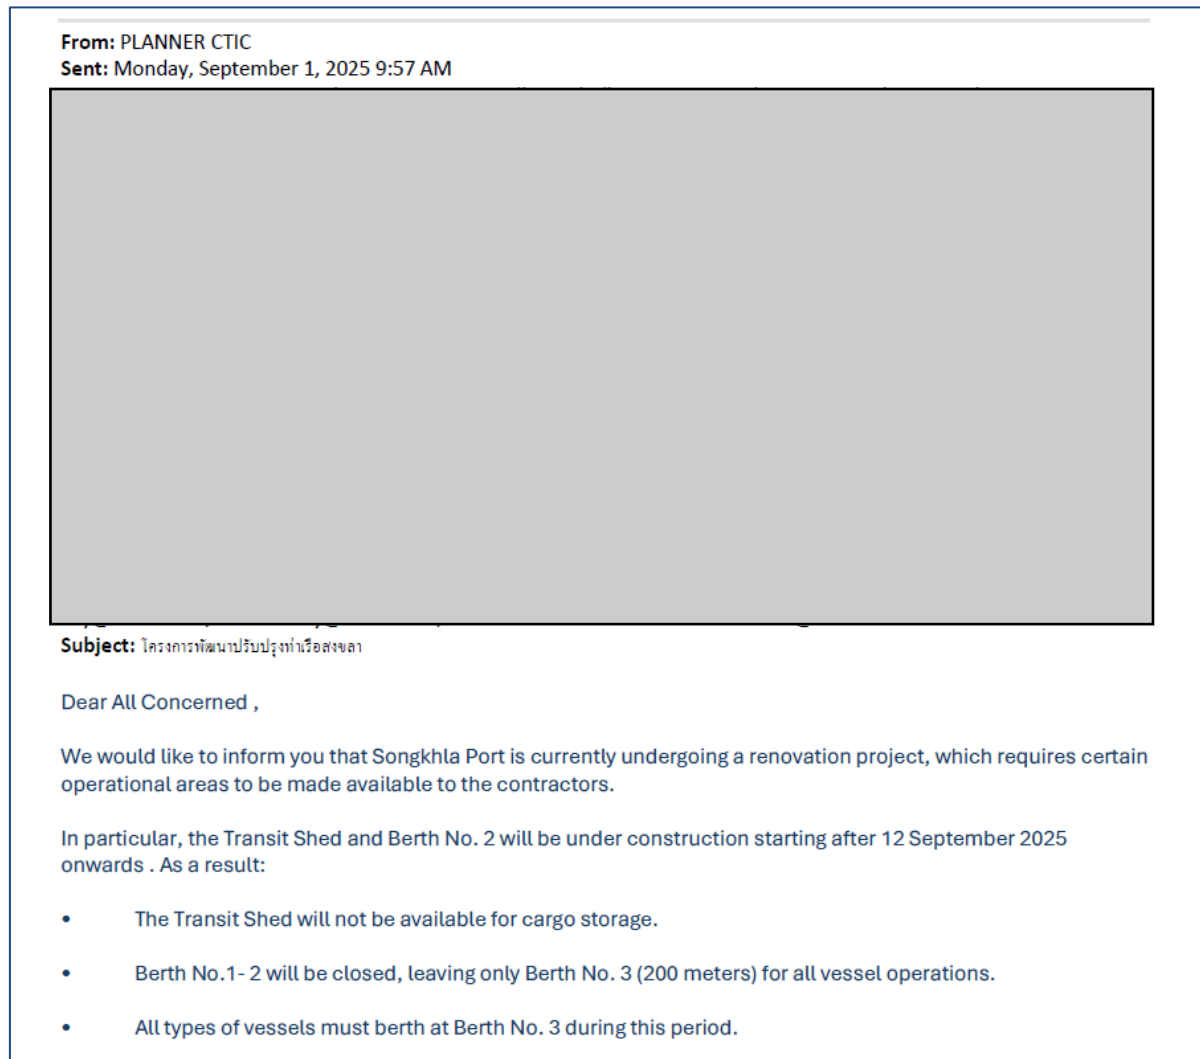 From: PLANNER CTIC
Sent: Monday, September 1, 2025 9:57 AM
Subject: โครงการพัฒนาปรับปรุงท่าเรือสงขลา
Dear All Concerned ,
We would like to inform you that Songkhla Port is currently undergoing a renovation project, which requires certain
operational areas to be made available to the contractors.
In particular, the Transit Shed and Berth No. 2 will be under construction starting after 12 September 2025
onwards . As a result:
• The Transit Shed will not be available for cargo storage.
• Berth No.1- 2 will be closed, leaving only Berth No. 3 (200 meters) for all vessel operations.
• All types of vessels must berth at Berth No. 3 during this period.